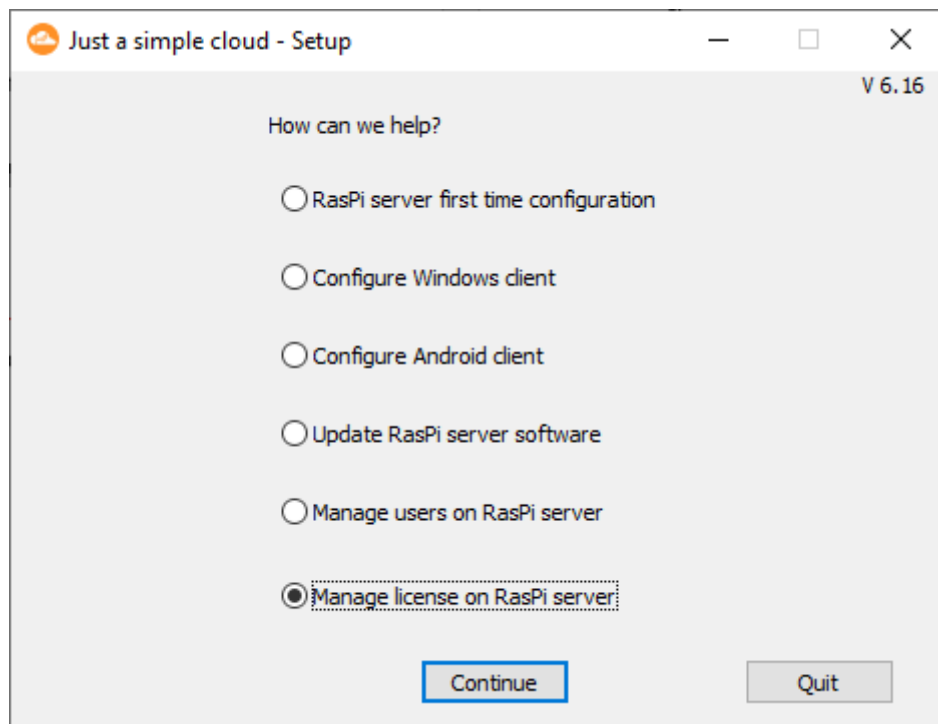 Just a simple cloud - Setup
V 6.16
How can we help?
RasPi server first time configuration
Configure Windows client
Configure Android client
Update RasPi server software
Manage users on RasPi server
Manage license on RasPi server
Continue
Quit